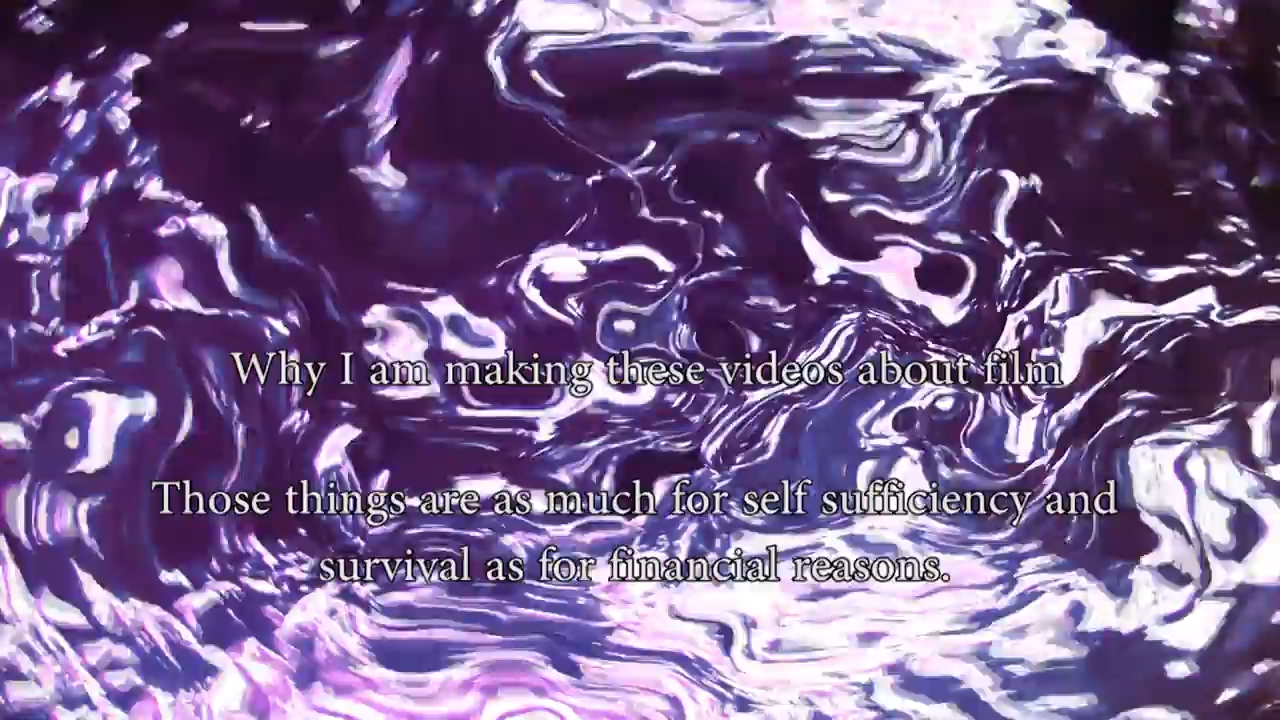 Why I am making these videos about film
Those things are as much for self sufficiency and
survival as for financial reasons.